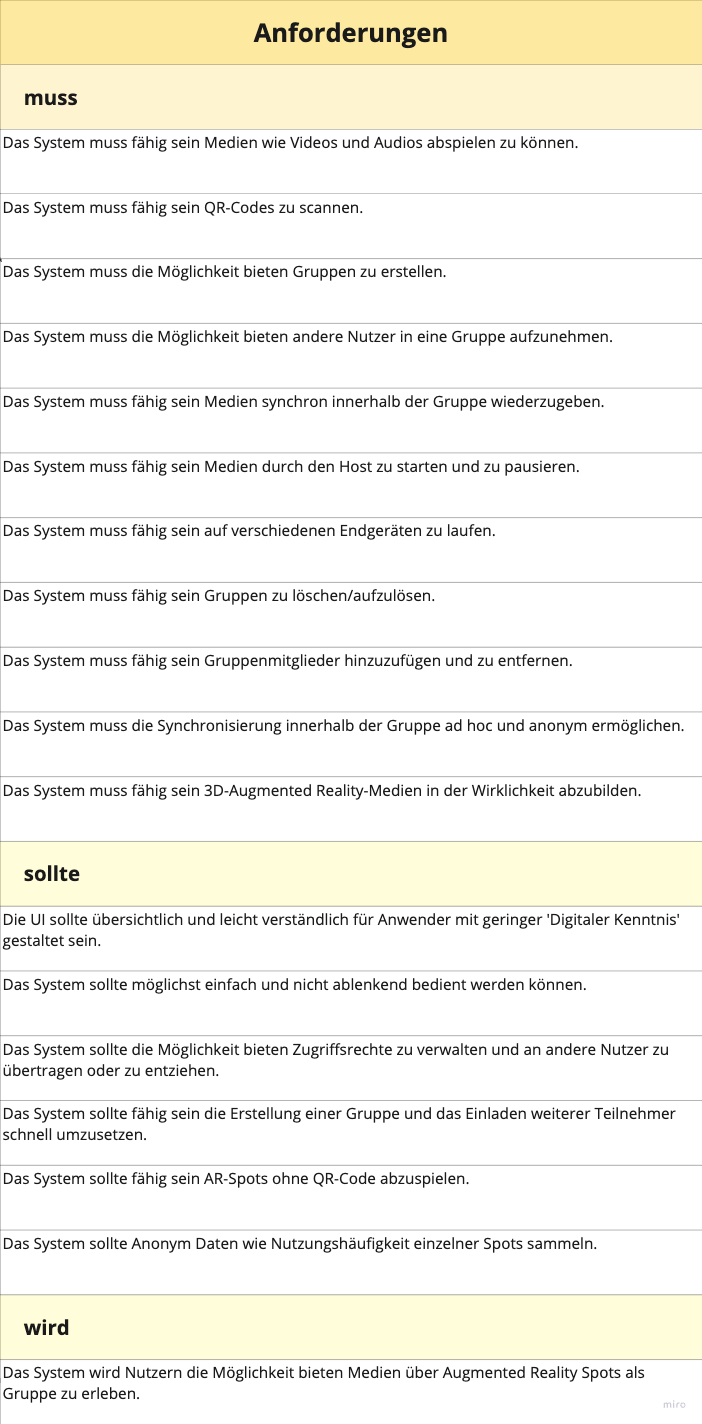 Anforderungen
muss
Das System muss fähig sein Medien wie Videos und Audios abspielen zu können.
Das System muss fähig sein QR-Codes zu scannen.
Das System muss die Möglichkeit bieten Gruppen zu erstellen.
Das System muss die Möglichkeit bieten andere Nutzer in eine Gruppe aufzunehmen.
Das System muss fähig sein Medien synchron innerhalb der Gruppe wiederzugeben.
Das System muss fähig sein Medien durch den Host zu starten und zu pausieren.
Das System muss fähig sein auf verschiedenen Endgeräten zu laufen.
Das System muss fähig sein Gruppen zu löschen/aufzulösen.
Das System muss fähig sein Gruppenmitglieder hinzuzufügen und zu entfernen.
Das System muss die Synchronisierung innerhalb der Gruppe ad hoc und anonym ermöglichen.
Das System muss fähig sein 3D-Augmented Reality-Medien in der Wirklichkeit abzubilden.
sollte
Die UI sollte übersichtlich und leicht verständlich für Anwender mit geringer 'Digitaler Kenntnis'
gestaltet sein.
Das System sollte möglichst einfach und nicht ablenkend bedient werden können.
Das System sollte die Möglichkeit bieten Zugriffsrechte zu verwalten und an andere Nutzer zu
übertragen oder zu entziehen.
Das System sollte fähig sein die Erstellung einer Gruppe und das Einladen weiterer Teilnehmer
schnell umzusetzen.
Das System sollte fähig sein AR-Spots ohne QR-Code abzuspielen.
Das System sollte Anonym Daten wie Nutzungshäufigkeit einzelner Spots sammeln.
wird
Das System wird Nutzern die Möglichkeit bieten Medien über Augmented Reality Spots als
Gruppe zu erleben.
miro